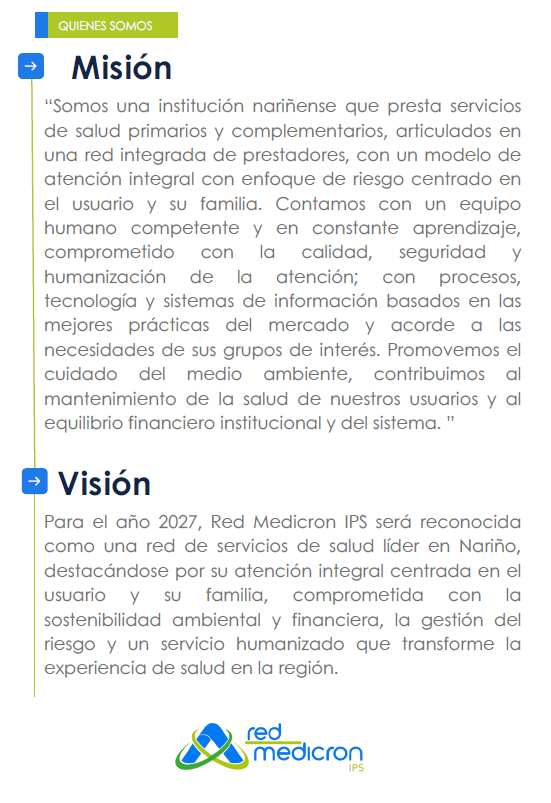 QUIENES SOMOS
Misión
“Somos una institución nariñense que presta servicios
de salud primarios y complementarios, articulados en
una red integrada de prestadores, con un modelo de
atención integral con enfoque de riesgo centrado en
el usuario y su familia. Contamos con un equipo
humano competente y en constante aprendizaje,
comprometido con la calidad, seguridad y
humanización de la atención; con procesos,
tecnología y sistemas de información basados en las
mejores prácticas del mercado y acorde a las
necesidades de sus grupos de interés. Promovemos el
cuidado del medio ambiente, contribuimos al
mantenimiento de la salud de nuestros usuarios y al
equilibrio financiero institucional y del sistema. ”
Visión
Para el año 2027, Red Medicron IPS será reconocida
como una red de servicios de salud líder en Nariño,
destacándose por su atención integral centrada en el
usuario y su familia, comprometida con la
sostenibilidad ambiental y financiera, la gestión del
riesgo y un servicio humanizado que transforme la
experiencia de salud en la región.
red
medicron
IPS